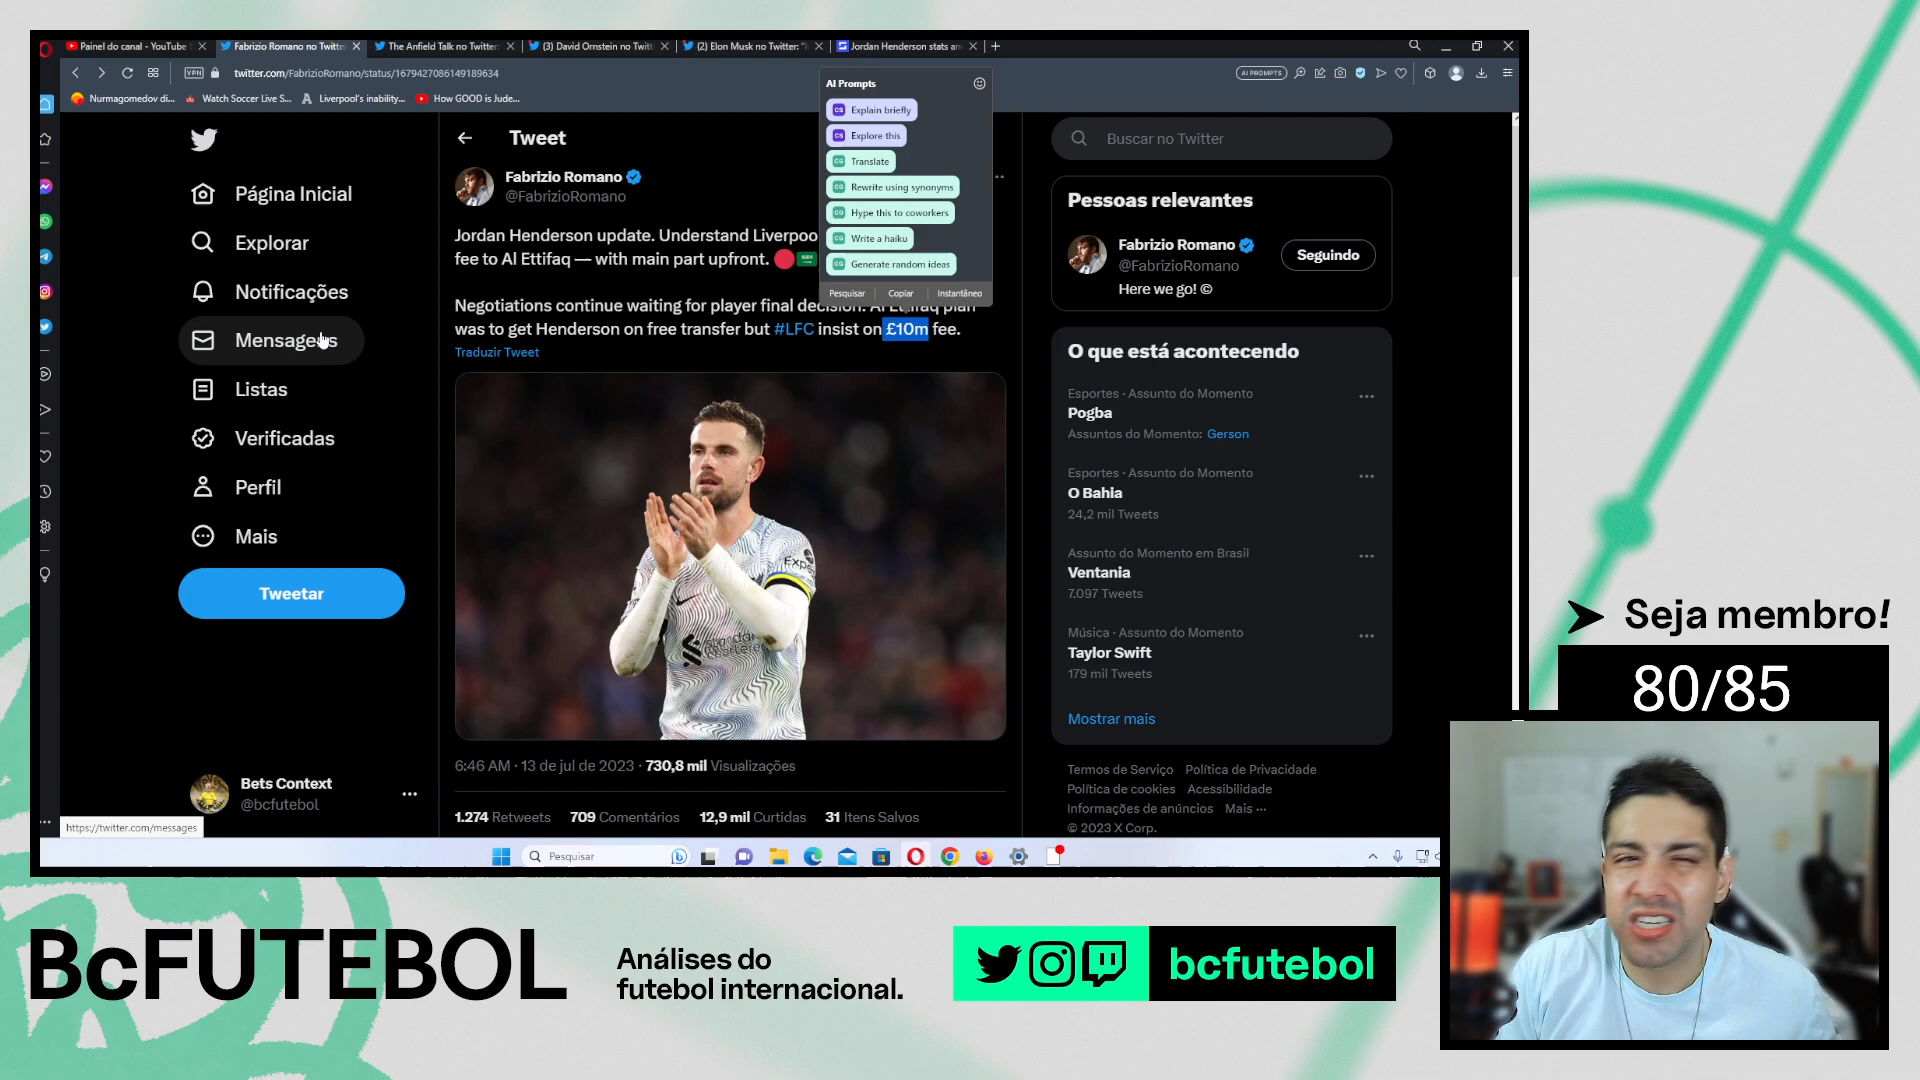 Painel do canal - YouTube
Fabrizio Romano no Twitte
The Anfield Talk no Twitter:
(3) David Ornstein no Twitt
(2) Elon Musk no Twitter: "
Jordan Henderson stats an
VPN
twitter.com/FabrizioRomano/status/1679427086149189634
AI PROMPTS
Nurmagomedov di...
Watch Soccer Live S...
Liverpool's inability...
How GOOD is Jude...
AI Prompts
Explain briefly
Explore this
Translate
Rewrite using synonyms
Hype this to coworkers
Write a haiku
Generate random ideas
Pesquisar
Copiar
Instantâneo
Página Inicial
Explorar
Notificações
Mensagens
Listas
Verificadas
Perfil
Mais
Tweetar
Bets Context
@bcfutebol
https://twitter.com/messages
Tweet
Fabrizio Romano
@FabrizioRomano
Jordan Henderson update. Understand Liverpoo
fee to Al Ettifaq — with main part upfront.
Negotiations continue waiting for player final decision. Al Ettifaq plan
was to get Henderson on free transfer but #LFC insist on £10m fee.
Traduzir Tweet
Expe
standard
chartered
6:46 AM · 13 de jul de 2023 · 730,8 mil Visualizações
1.274 Retweets 709 Comentários 12,9 mil Curtidas 31 Itens Salvos
Buscar no Twitter
Pessoas relevantes
Fabrizio Romano
@FabrizioRomano
Seguindo
Here we go! ©
O que está acontecendo
Esportes · Assunto do Momento
Pogba
Assuntos do Momento: Gerson
Esportes · Assunto do Momento
O Bahia
24,2 mil Tweets
Assunto do Momento em Brasil
Ventania
7.097 Tweets
Música · Assunto do Momento
Taylor Swift
179 mil Tweets
Mostrar mais
Termos de Serviço Política de Privacidade
Política de cookies Acessibilidade
Informações de anúncios Mais ···
© 2023 X Corp.
Pesquisar
Seja membro!
80/85
BcFUTEBOL
Análises do
futebol internacional.
bcfutebol